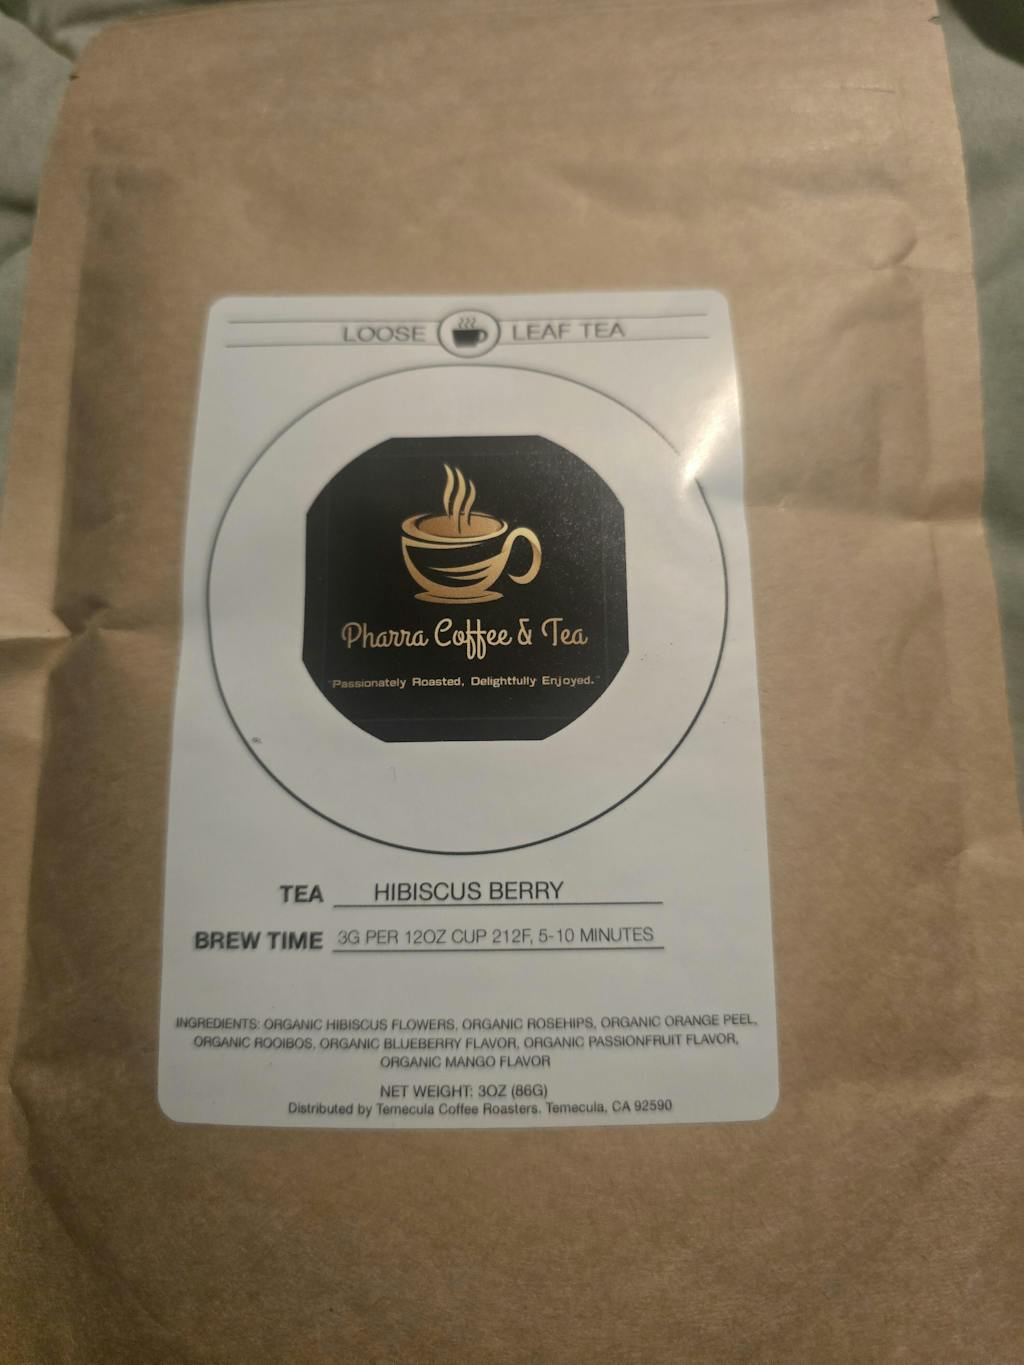 LOOSE LEAF TEA
Pharra Coffee & Tea
"Passionately Roasted, Delightfully Enjoyed."
TEA HIBISCUS BERRY
BREW TIME 3G PER 12OZ CUP 212F, 5-10 MINUTES
INGREDIENTS: ORGANIC HIBISCUS FLOWERS, ORGANIC ROSEHIPS, ORGANIC ORANGE PEEL,
ORGANIC ROOIBOS, ORGANIC BLUEBERRY FLAVOR, ORGANIC PASSIONFRUIT FLAVOR,
ORGANIC MANGO FLAVOR
NET WEIGHT: 3OZ (86G)
Distributed by Temecula Coffee Roasters. Temecula, CA 92590